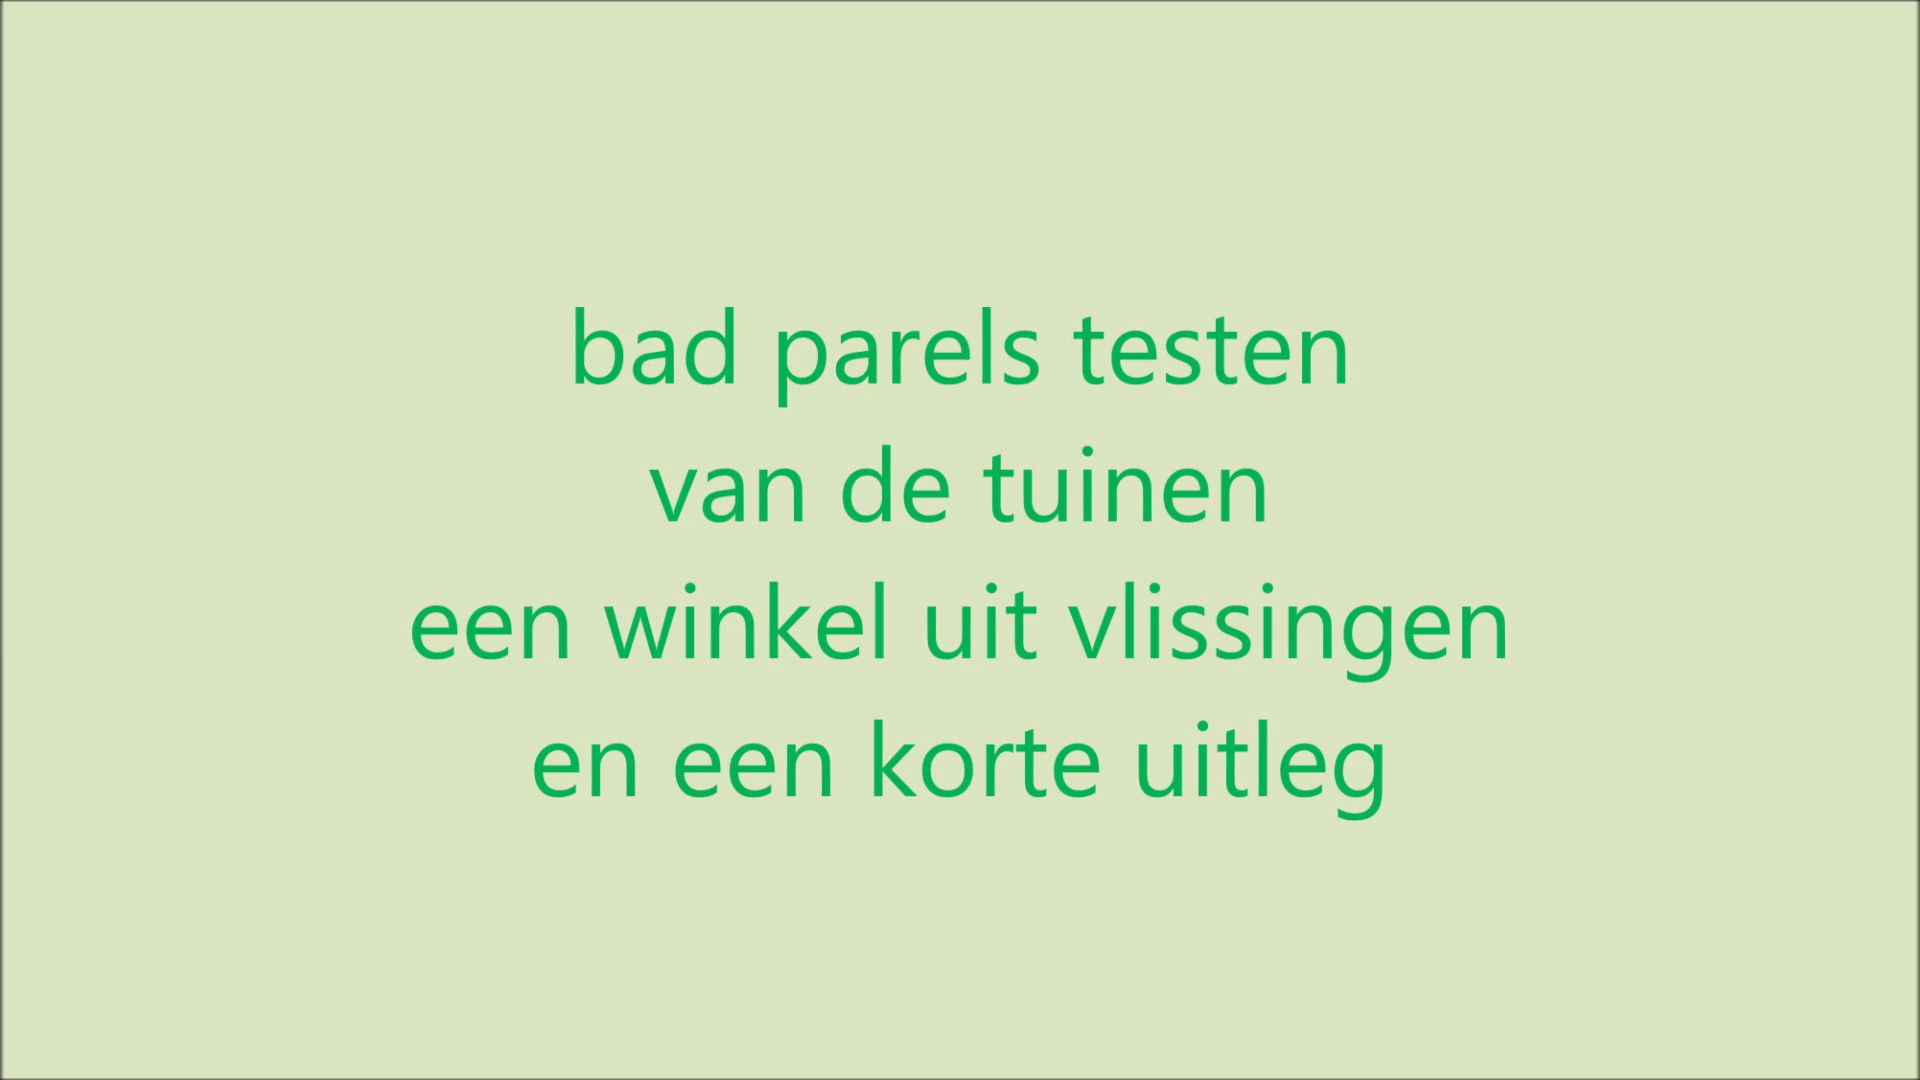 bad parels testen
van de tuinen
een winkel uit vlissingen
en een korte uitleg